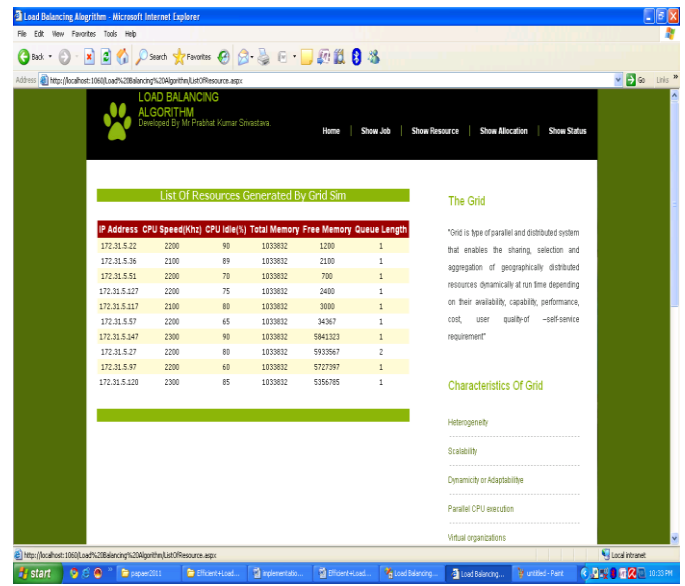 Load Balancing Alogrithm - Microsoft Internet Explorer
File Edit View Favorites Tools Help
Back Search Favorites
Address http://localhost:1060/Load%20Balancing%20Algorithm/ListOfResource.aspx Go Links »
LOAD BALANCING
ALGORITHM
Developed By Mr Prabhat Kumar Srivastava.
Home | Show Job | Show Resource | Show Allocation | Show Status
List Of Resources Generated By Grid Sim
IP Address CPU Speed(Khz) CPU Idle(%) Total Memory Free Memory Queue Length
172.31.5.22 2200 90 1033832 1200 1
172.31.5.36 2100 89 1033832 2100 1
172.31.5.51 2200 70 1033832 700 1
172.31.5.127 2200 75 1033832 2400 1
172.31.5.117 2100 80 1033832 3000 1
172.31.5.57 2200 65 1033832 34367 1
172.31.5.147 2300 90 1033832 5841323 1
172.31.5.27 2200 80 1033832 5933567 2
172.31.5.97 2200 60 1033832 5727397 1
172.31.5.120 2300 85 1033832 5356785 1
The Grid
"Grid is type of parallel and distributed system
that enables the sharing, selection and
aggregation of geographically distributed
resources dynamically at run time depending
on their availability, capability, performance,
cost, user quality-of –self-service
requirement"
Characteristics Of Grid
Heterogeneity
Scalability
Dynamicity or Adaptabilitye
Parallel CPU execution
Virtual organizations
http://localhost:1060/Load%20Balancing%20Algorithm/ListOfResource.aspx Local intranet
start papaer2011 Efficient+Load... implementatio... Efficient+Load... Load Balancing... Load Balancing... untitled - Paint 10:33 PM